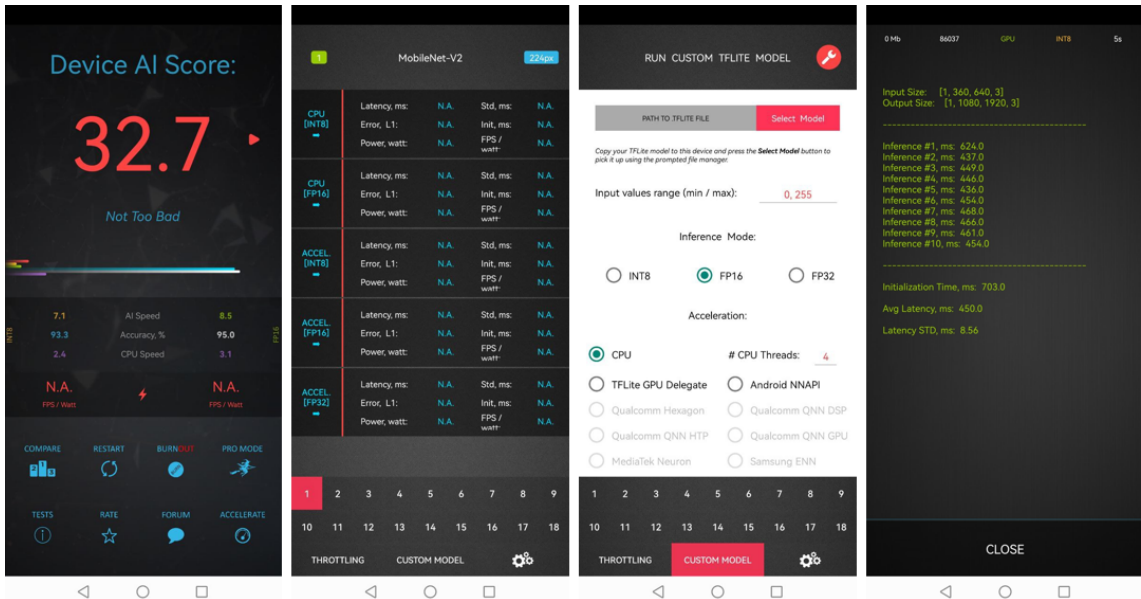 Device AI Score:
32.7
Not Too Bad
INT8
7.1 AI Speed 8.5
93.3 Accuracy, % 95.0
2.4 CPU Speed 3.1
FP16
N.A. N.A.
FPS / Watt FPS / Watt
COMPARE RESTART BURNOUT PRO MODE
1 2 3
TESTS RATE FORUM ACCELERATE
1 MobileNet-V2 224px
CPU
[INT8]
Latency, ms: N.A. Std, ms: N.A.
Error, L1: N.A. Init, ms: N.A.
Power, watt: N.A. FPS / watt: N.A.
CPU
[FP16]
Latency, ms: N.A. Std, ms: N.A.
Error, L1: N.A. Init, ms: N.A.
Power, watt: N.A. FPS / watt: N.A.
ACCEL.
[INT8]
Latency, ms: N.A. Std, ms: N.A.
Error, L1: N.A. Init, ms: N.A.
Power, watt: N.A. FPS / watt: N.A.
ACCEL.
[FP16]
Latency, ms: N.A. Std, ms: N.A.
Error, L1: N.A. Init, ms: N.A.
Power, watt: N.A. FPS / watt: N.A.
ACCEL.
[FP32]
Latency, ms: N.A. Std, ms: N.A.
Error, L1: N.A. Init, ms: N.A.
Power, watt: N.A. FPS / watt: N.A.
1 2 3 4 5 6 7 8 9
10 11 12 13 14 15 16 17 18
THROTTLING CUSTOM MODEL
RUN CUSTOM TFLITE MODEL
PATH TO .TFLITE FILE Select Model
Copy your TFLite model to this device and press the Select Model button to
pick it up using the prompted file manager.
Input values range (min / max): 0, 255
Inference Mode:
INT8 FP16 FP32
Acceleration:
CPU # CPU Threads: 4
TFLite GPU Delegate Android NNAPI
Qualcomm Hexagon Qualcomm QNN DSP
Qualcomm QNN HTP Qualcomm QNN GPU
MediaTek Neuron Samsung ENN
1 2 3 4 5 6 7 8 9
10 11 12 13 14 15 16 17 18
THROTTLING CUSTOM MODEL
0 Mb 86037 GPU INT8 5s
Input Size: [1, 360, 640, 3]
Output Size: [1, 1080, 1920, 3]
Inference #1, ms: 624.0
Inference #2, ms: 437.0
Inference #3, ms: 449.0
Inference #4, ms: 446.0
Inference #5, ms: 436.0
Inference #6, ms: 454.0
Inference #7, ms: 468.0
Inference #8, ms: 466.0
Inference #9, ms: 461.0
Inference #10, ms: 454.0
Initialization Time, ms: 703.0
Avg Latency, ms: 450.0
Latency STD, ms: 8.56
CLOSE